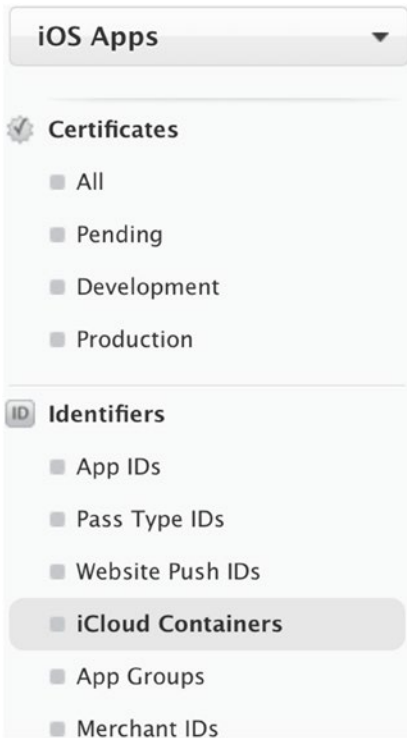 iOS Apps
Certificates
All
Pending
Development
Production
ID Identifiers
App IDs
Pass Type IDs
Website Push IDs
iCloud Containers
App Groups
Merchant IDs